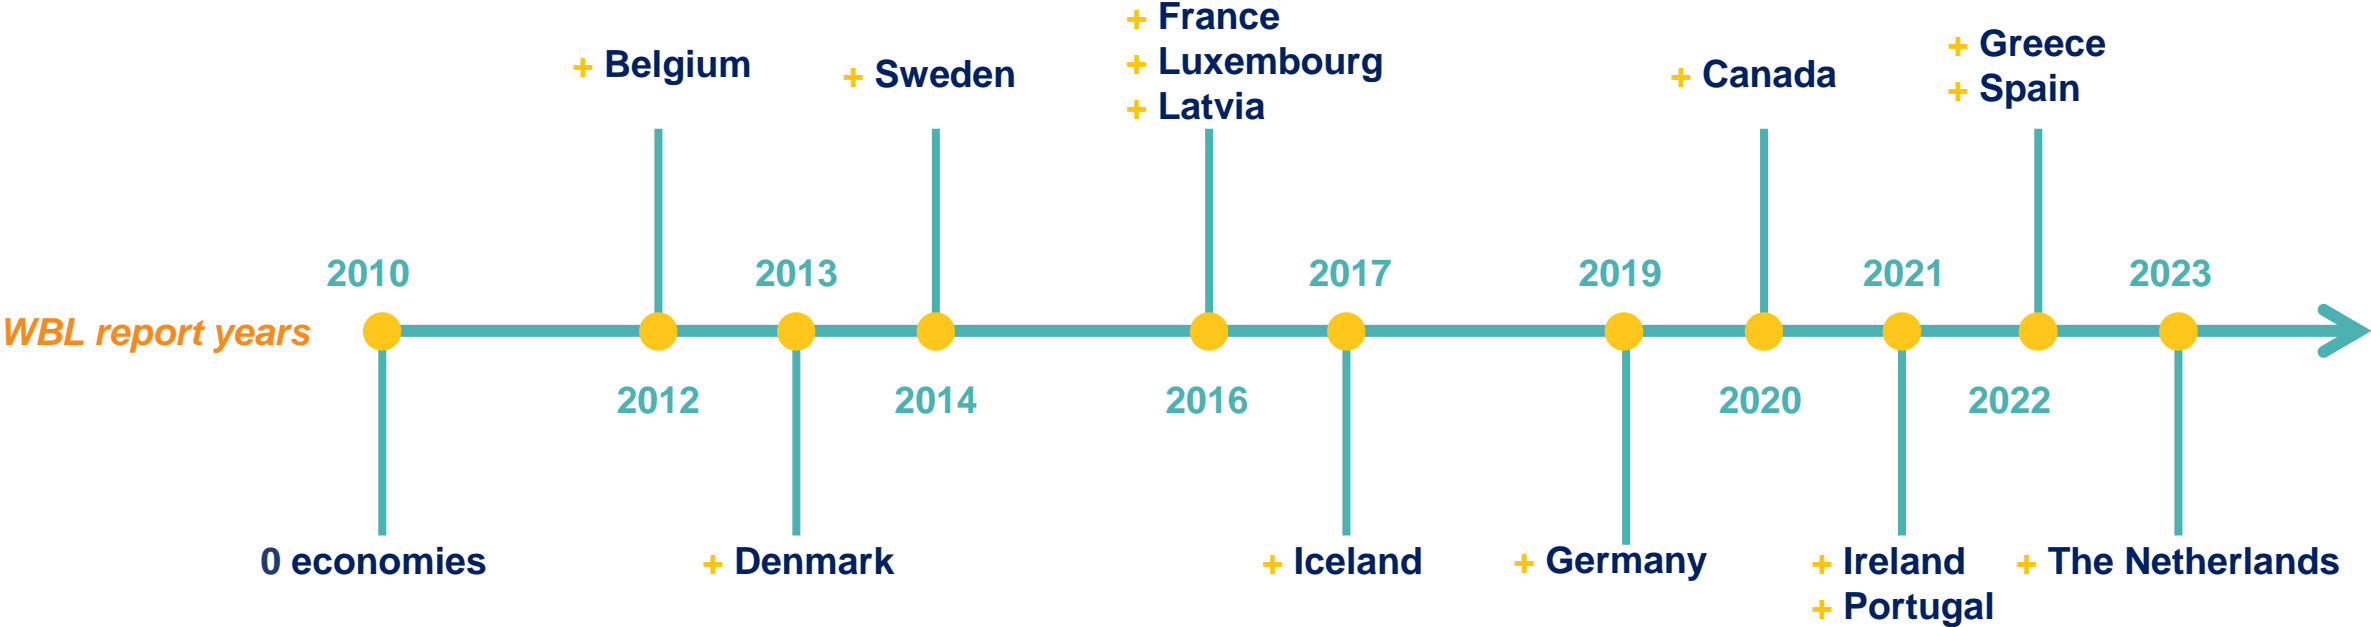 + France
+ Luxembourg
+ Latvia
+ Belgium
+ Sweden
+ Canada
+ Greece
+ Spain
2010
2013
2017
2019
2021
2023
WBL report years
2012
2014
2016
2020
2022
0 economies
+ Denmark
+ Iceland
+ Germany
+ Ireland
+ Portugal
+ The Netherlands